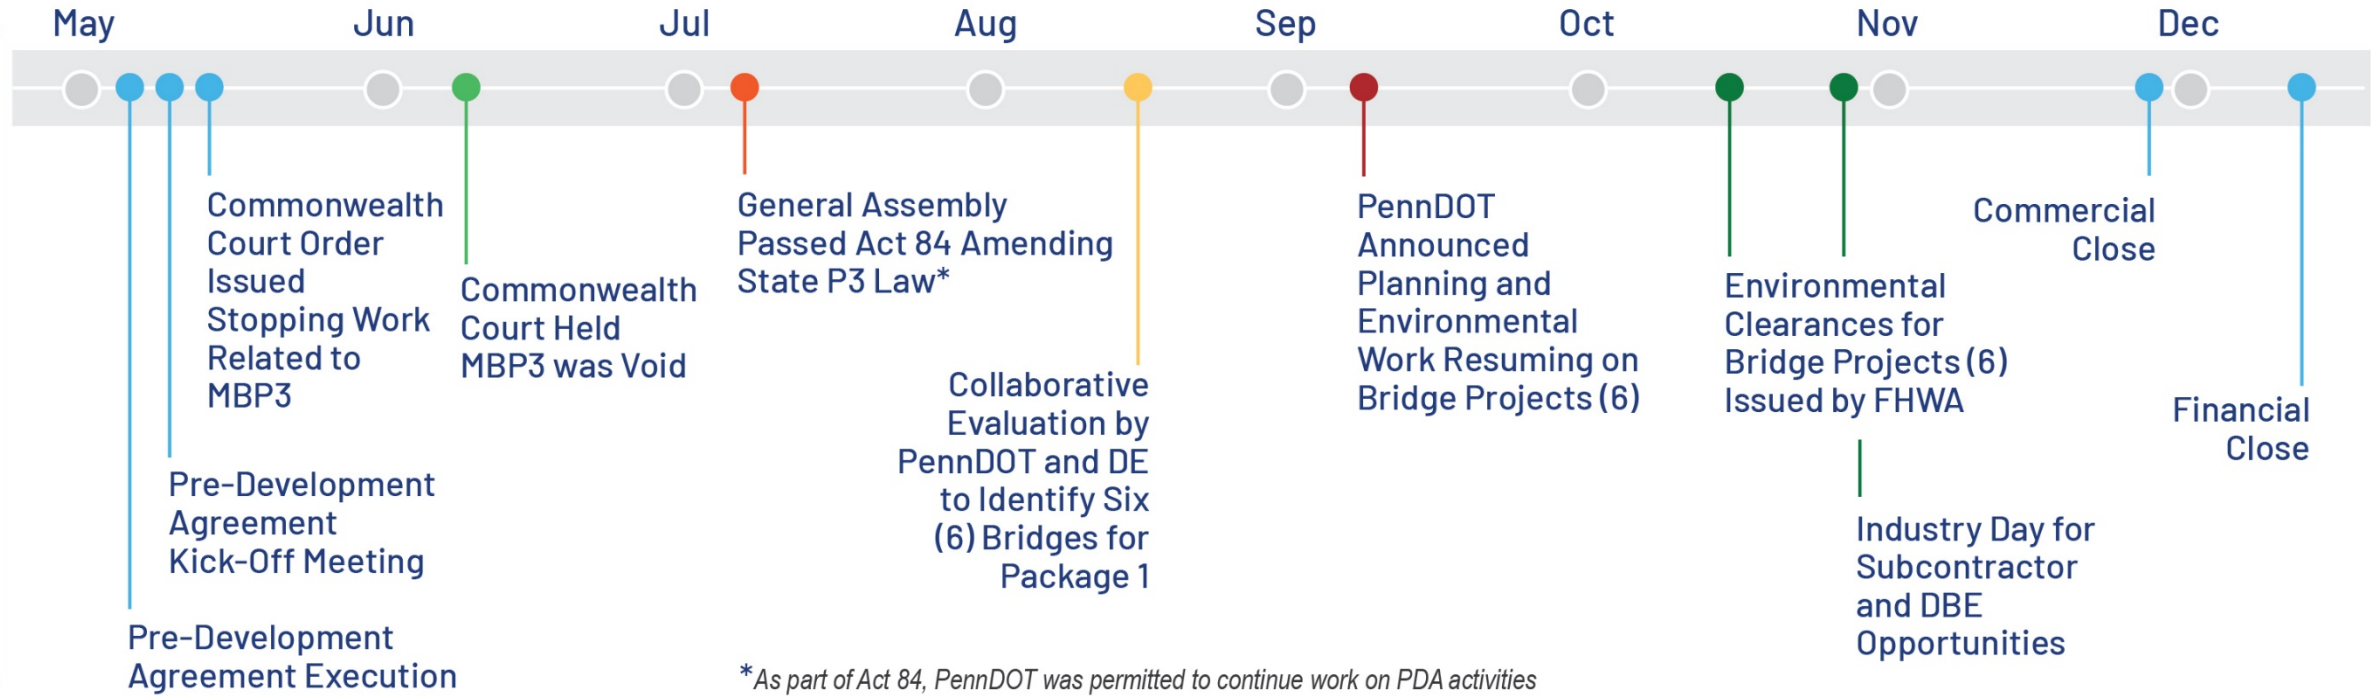 May
Jun
Jul
Aug
Sep
Oct
Nov
Dec
Commonwealth
Court Order
Issued
Stopping Work
Related to
MBP3
Pre-Development
Agreement
Kick-Off Meeting
Pre-Development
Agreement Execution
Commonwealth
Court Held
MBP3 was Void
General Assembly
Passed Act 84 Amending
State P3 Law*
Collaborative
Evaluation by
PennDOT and DE
to Identify Six
(6) Bridges for
Package 1
PennDOT
Announced
Planning and
Environmental
Work Resuming on
Bridge Projects (6)
Environmental
Clearances for
Bridge Projects (6)
Issued by FHWA
Industry Day for
Subcontractor
and DBE
Opportunities
Commercial
Close
Financial
Close
*As part of Act 84, PennDOT was permitted to continue work on PDA activities